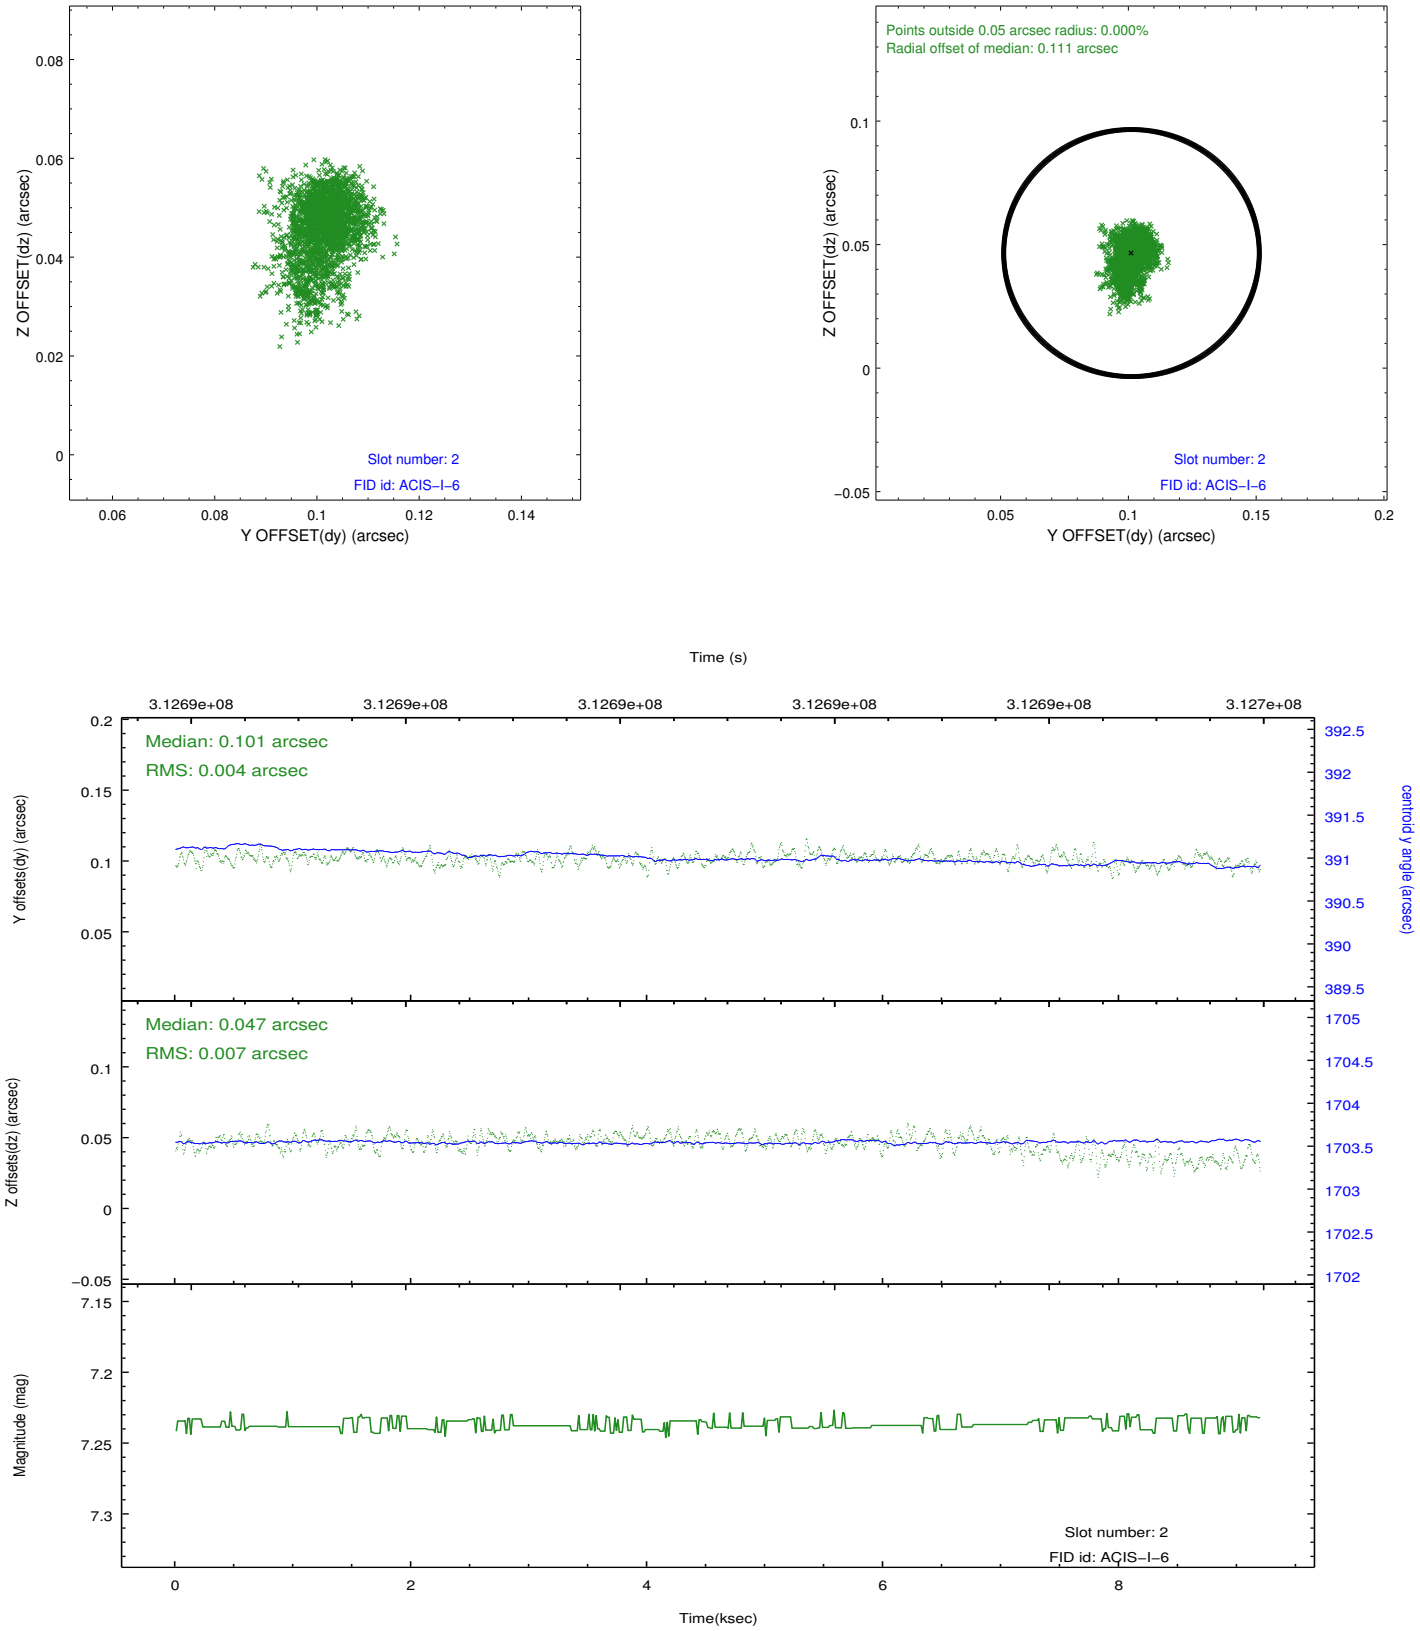 0.08
0.06
0.04
0.02
0
Z OFFSET(dz) (arcsec)
Slot number: 2
FID id: ACIS−I−6
0.06 0.08 0.1 0.12 0.14
Y OFFSET(dy) (arcsec)
Points outside 0.05 arcsec radius: 0.000%
Radial offset of median: 0.111 arcsec
0.1
0.05
0
−0.05
Z OFFSET(dz) (arcsec)
Slot number: 2
FID id: ACIS−I−6
0.05 0.1 0.15 0.2
Y OFFSET(dy) (arcsec)
Time (s)
3.1269e+08 3.1269e+08 3.1269e+08 3.1269e+08 3.1269e+08 3.127e+08
Median: 0.101 arcsec
RMS: 0.004 arcsec
0.2
0.15
0.1
0.05
Y offsets(dy) (arcsec)
392.5
392
391.5
391
390.5
390
389.5
centroid y angle (arcsec)
Median: 0.047 arcsec
RMS: 0.007 arcsec
0.1
0.05
0
−0.05
Z offsets(dz) (arcsec)
1705
1704.5
1704
1703.5
1703
1702.5
1702
7.15
7.2
7.25
7.3
Magnitude (mag)
Slot number: 2
FID id: ACIS−I−6
0 2 4 6 8
Time(ksec)